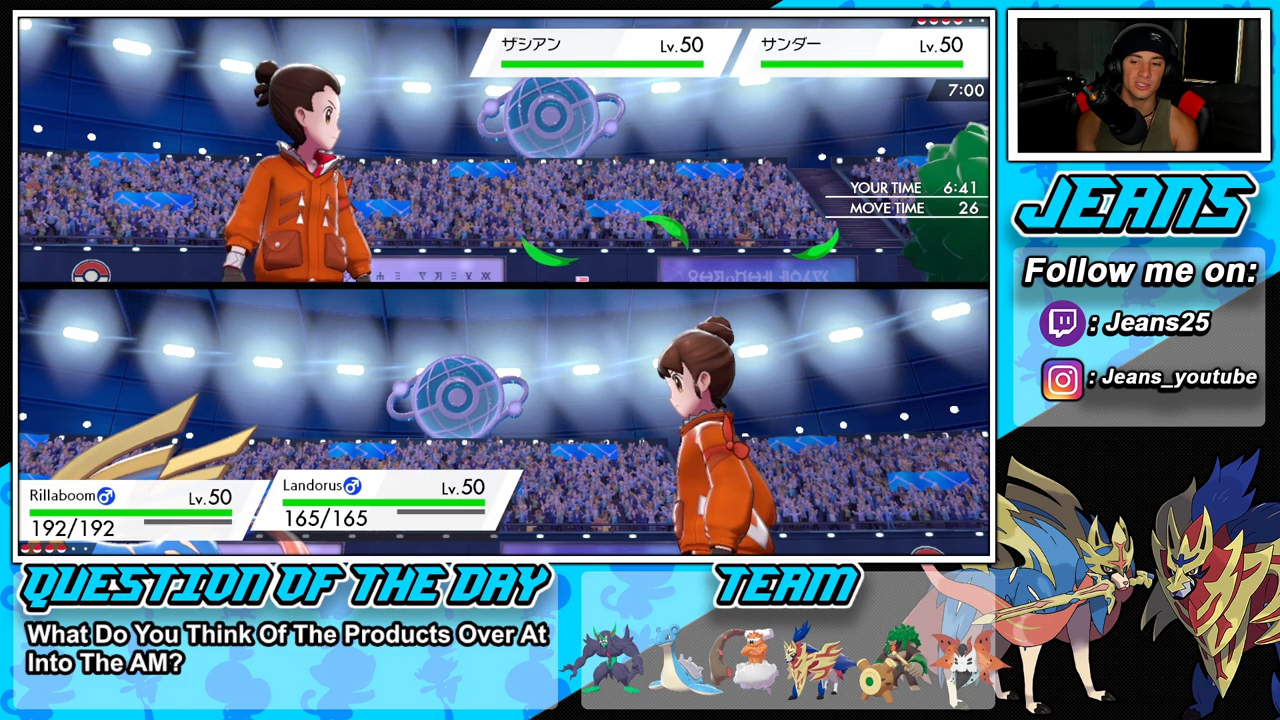 ザシアン Lv.50
サンダー Lv.50
7:00
YOUR TIME 6:41
MOVE TIME 26
Rillaboom♂ Lv.50
192/192
Landorus♂ Lv.50
165/165
JEANS
Follow me on:
: Jeans25
: Jeans_youtube
QUESTION OF THE DAY
What Do You Think Of The Products Over At
Into The AM?
TEAM